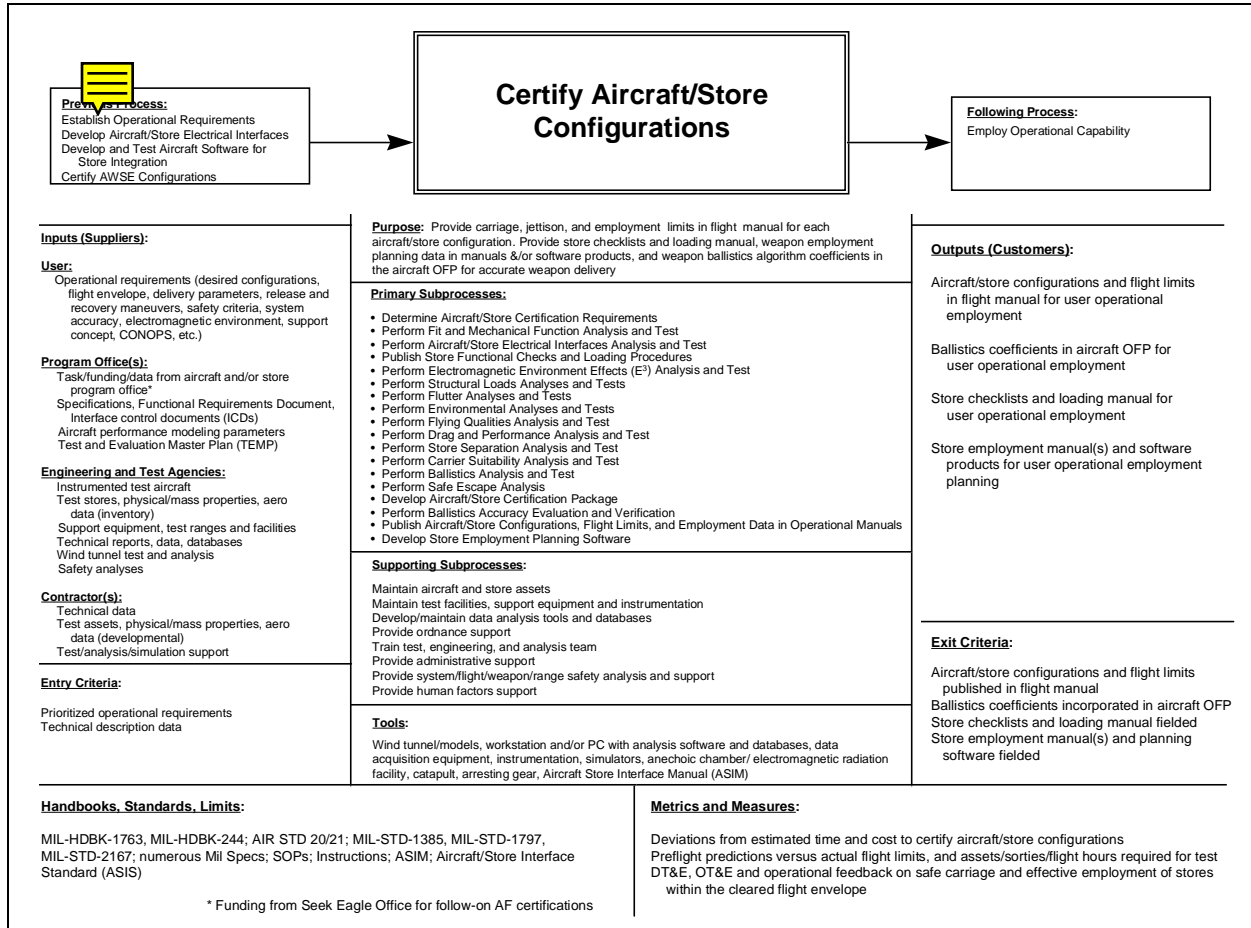 Previous Process:
Establish Operational Requirements
Develop Aircraft/Store Electrical Interfaces
Develop and Test Aircraft Software for
Store Integration
Certify AWSE Configurations
Certify Aircraft/Store
Configurations
Following Process:
Employ Operational Capability
Inputs (Suppliers):
User:
Operational requirements (desired configurations,
flight envelope, delivery parameters, release and
recovery maneuvers, safety criteria, system
accuracy, electromagnetic environment, support
concept, CONOPS, etc.)
Program Office(s):
Task/funding/data from aircraft and/or store
program office*
Specifications, Functional Requirements Document,
Interface control documents (ICDs)
Aircraft performance modeling parameters
Test and Evaluation Master Plan (TEMP)
Engineering and Test Agencies:
Instrumented test aircraft
Test stores, physical/mass properties, aero
data (inventory)
Support equipment, test ranges and facilities
Technical reports, data, databases
Wind tunnel test and analysis
Safety analyses
Contractor(s):
Technical data
Test assets, physical/mass properties, aero
data (developmental)
Test/analysis/simulation support
Entry Criteria:
Prioritized operational requirements
Technical description data
Purpose: Provide carriage, jettison, and employment limits in flight manual for each
aircraft/store configuration. Provide store checklists and loading manual, weapon employment
planning data in manuals &/or software products, and weapon ballistics algorithm coefficients in
the aircraft OFP for accurate weapon delivery
Primary Subprocesses:
• Determine Aircraft/Store Certification Requirements
• Perform Fit and Mechanical Function Analysis and Test
• Perform Aircraft/Store Electrical Interfaces Analysis and Test
• Publish Store Functional Checks and Loading Procedures
• Perform Electromagnetic Environment Effects (E³) Analysis and Test
• Perform Structural Loads Analyses and Tests
• Perform Flutter Analyses and Tests
• Perform Environmental Analyses and Tests
• Perform Flying Qualities Analysis and Test
• Perform Drag and Performance Analysis and Test
• Perform Store Separation Analysis and Test
• Perform Carrier Suitability Analysis and Test
• Perform Ballistics Analysis and Test
• Perform Safe Escape Analysis
• Develop Aircraft/Store Certification Package
• Perform Ballistics Accuracy Evaluation and Verification
• Publish Aircraft/Store Configurations, Flight Limits, and Employment Data in Operational Manuals
• Develop Store Employment Planning Software
Supporting Subprocesses:
Maintain aircraft and store assets
Maintain test facilities, support equipment and instrumentation
Develop/maintain data analysis tools and databases
Provide ordnance support
Train test, engineering, and analysis team
Provide administrative support
Provide system/flight/weapon/range safety analysis and support
Provide human factors support
Tools:
Wind tunnel/models, workstation and/or PC with analysis software and databases, data
acquisition equipment, instrumentation, simulators, anechoic chamber/ electromagnetic radiation
facility, catapult, arresting gear, Aircraft Store Interface Manual (ASIM)
Outputs (Customers):
Aircraft/store configurations and flight limits
in flight manual for user operational
employment
Ballistics coefficients in aircraft OFP for
user operational employment
Store checklists and loading manual for
user operational employment
Store employment manual(s) and software
products for user operational employment
planning
Exit Criteria:
Aircraft/store configurations and flight limits
published in flight manual
Ballistics coefficients incorporated in aircraft OFP
Store checklists and loading manual fielded
Store employment manual(s) and planning
software fielded
Handbooks, Standards, Limits:
MIL-HDBK-1763, MIL-HDBK-244; AIR STD 20/21; MIL-STD-1385, MIL-STD-1797,
MIL-STD-2167; numerous Mil Specs; SOPs; Instructions; ASIM; Aircraft/Store Interface
Standard (ASIS)
* Funding from Seek Eagle Office for follow-on AF certifications
Metrics and Measures:
Deviations from estimated time and cost to certify aircraft/store configurations
Preflight predictions versus actual flight limits, and assets/sorties/flight hours required for test
DT&E, OT&E and operational feedback on safe carriage and effective employment of stores
within the cleared flight envelope